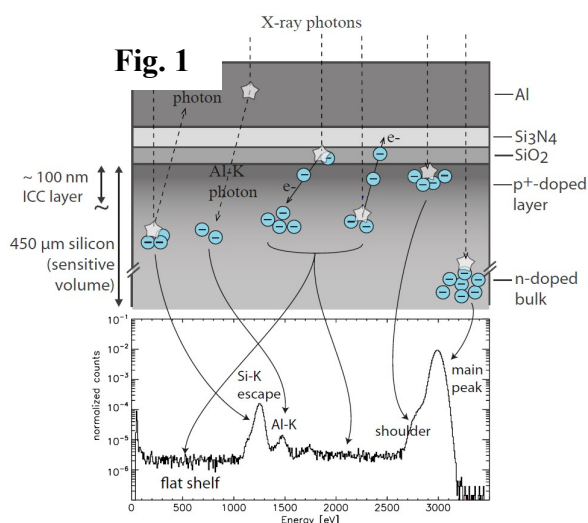 X-ray photons
Fig. 1
photon
Al
Si3N4
SiO2
e-
~ 100 nm
ICC layer
~
Al-K
photon
e-
p+-doped
layer
450 μm silicon
(sensitive
volume)
n-doped
bulk
10-1
10-2
10-3
10-4
10-5
10-6
normalized counts
Si-K
escape
Al-K
shoulder
main
peak
flat shelf
0 500 1000 1500 2000 2500 3000
Energy [eV]